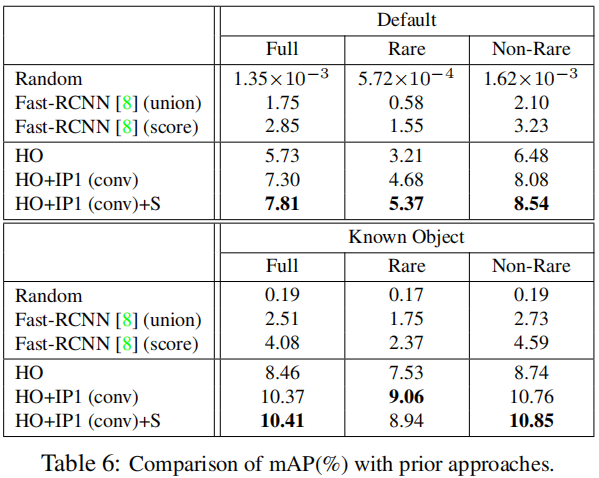 Default
Full Rare Non-Rare
Random 1.35×10⁻³ 5.72×10⁻⁴ 1.62×10⁻³
Fast-RCNN [8] (union) 1.75 0.58 2.10
Fast-RCNN [8] (score) 2.85 1.55 3.23
HO 5.73 3.21 6.48
HO+IP1 (conv) 7.30 4.68 8.08
HO+IP1 (conv)+S 7.81 5.37 8.54
Known Object
Full Rare Non-Rare
Random 0.19 0.17 0.19
Fast-RCNN [8] (union) 2.51 1.75 2.73
Fast-RCNN [8] (score) 4.08 2.37 4.59
HO 8.46 7.53 8.74
HO+IP1 (conv) 10.37 9.06 10.76
HO+IP1 (conv)+S 10.41 8.94 10.85
Table 6: Comparison of mAP(%) with prior approaches.